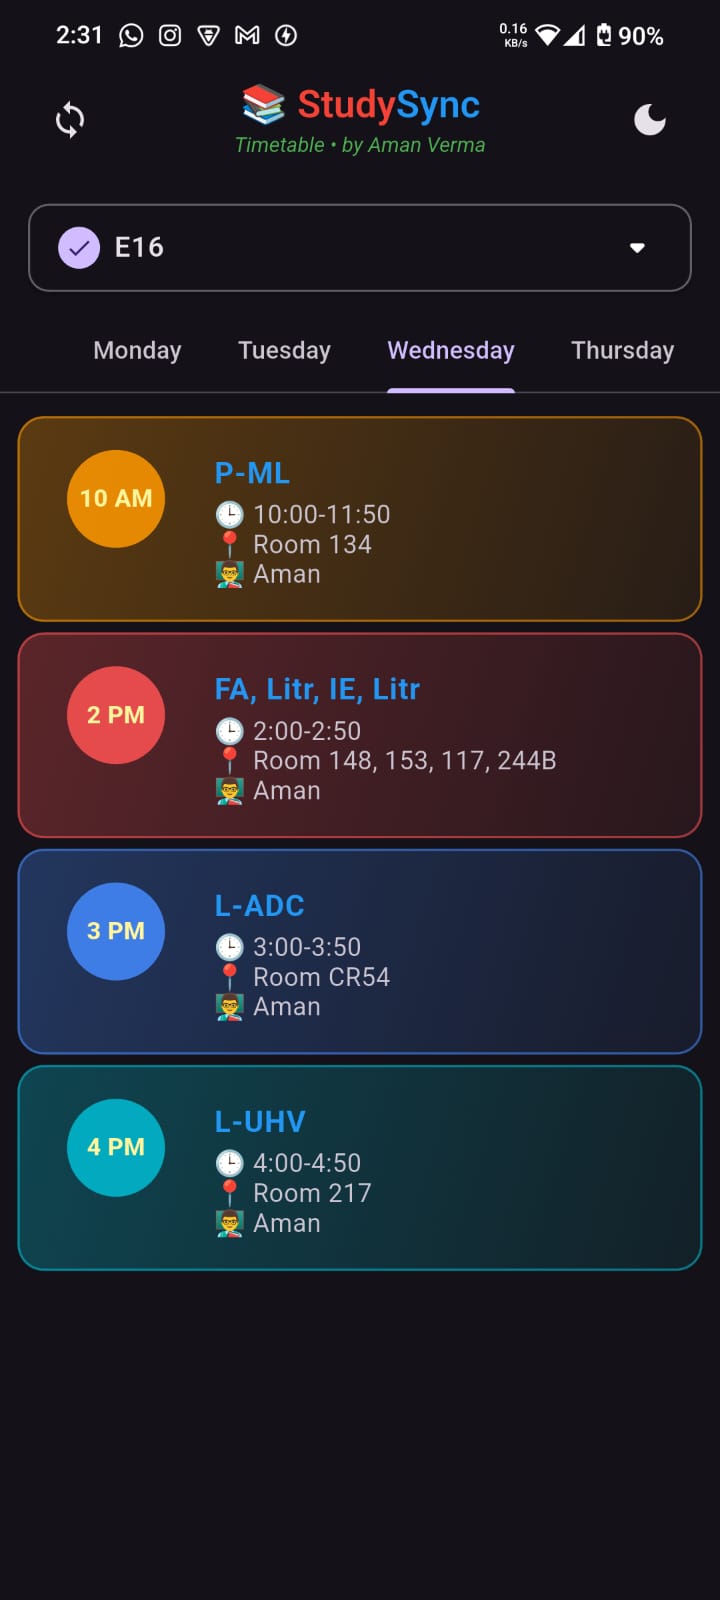 2:31
0.16
KB/s
90%
StudySync
Timetable • by Aman Verma
E16
Monday Tuesday Wednesday Thursday
10 AM
P-ML
10:00-11:50
Room 134
Aman
2 PM
FA, Litr, IE, Litr
2:00-2:50
Room 148, 153, 117, 244B
Aman
3 PM
L-ADC
3:00-3:50
Room CR54
Aman
4 PM
L-UHV
4:00-4:50
Room 217
Aman